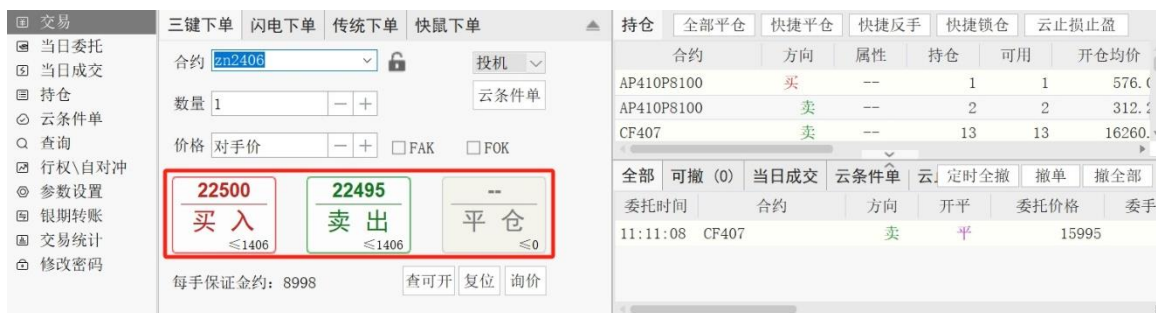 交易
当日委托
当日成交
持仓
云条件单
查询
行权\自对冲
参数设置
银期转账
交易统计
修改密码
三键下单 闪电下单 传统下单 快鼠下单
合约 zn2406 投机
数量 1 云条件单
价格 对手价 FAK FOK
22500 22495 --
买入 卖出 平仓
≤1406 ≤1406 ≤0
每手保证金约: 8998 查可开 复位 询价
持仓 全部平仓 快捷平仓 快捷反手 快捷锁仓 云止损止盈
合约 方向 属性 持仓 可用 开仓均价
AP410P8100 买 -- 1 1 576.
AP410P8100 卖 -- 2 2 312.
CF407 卖 -- 13 13 16260.
全部 可撤 (0) 当日成交 云条件单 云 定时全撤 撤单 撤全部
委托时间 合约 方向 开平 委托价格 委手
11:11:08 CF407 卖 平 15995